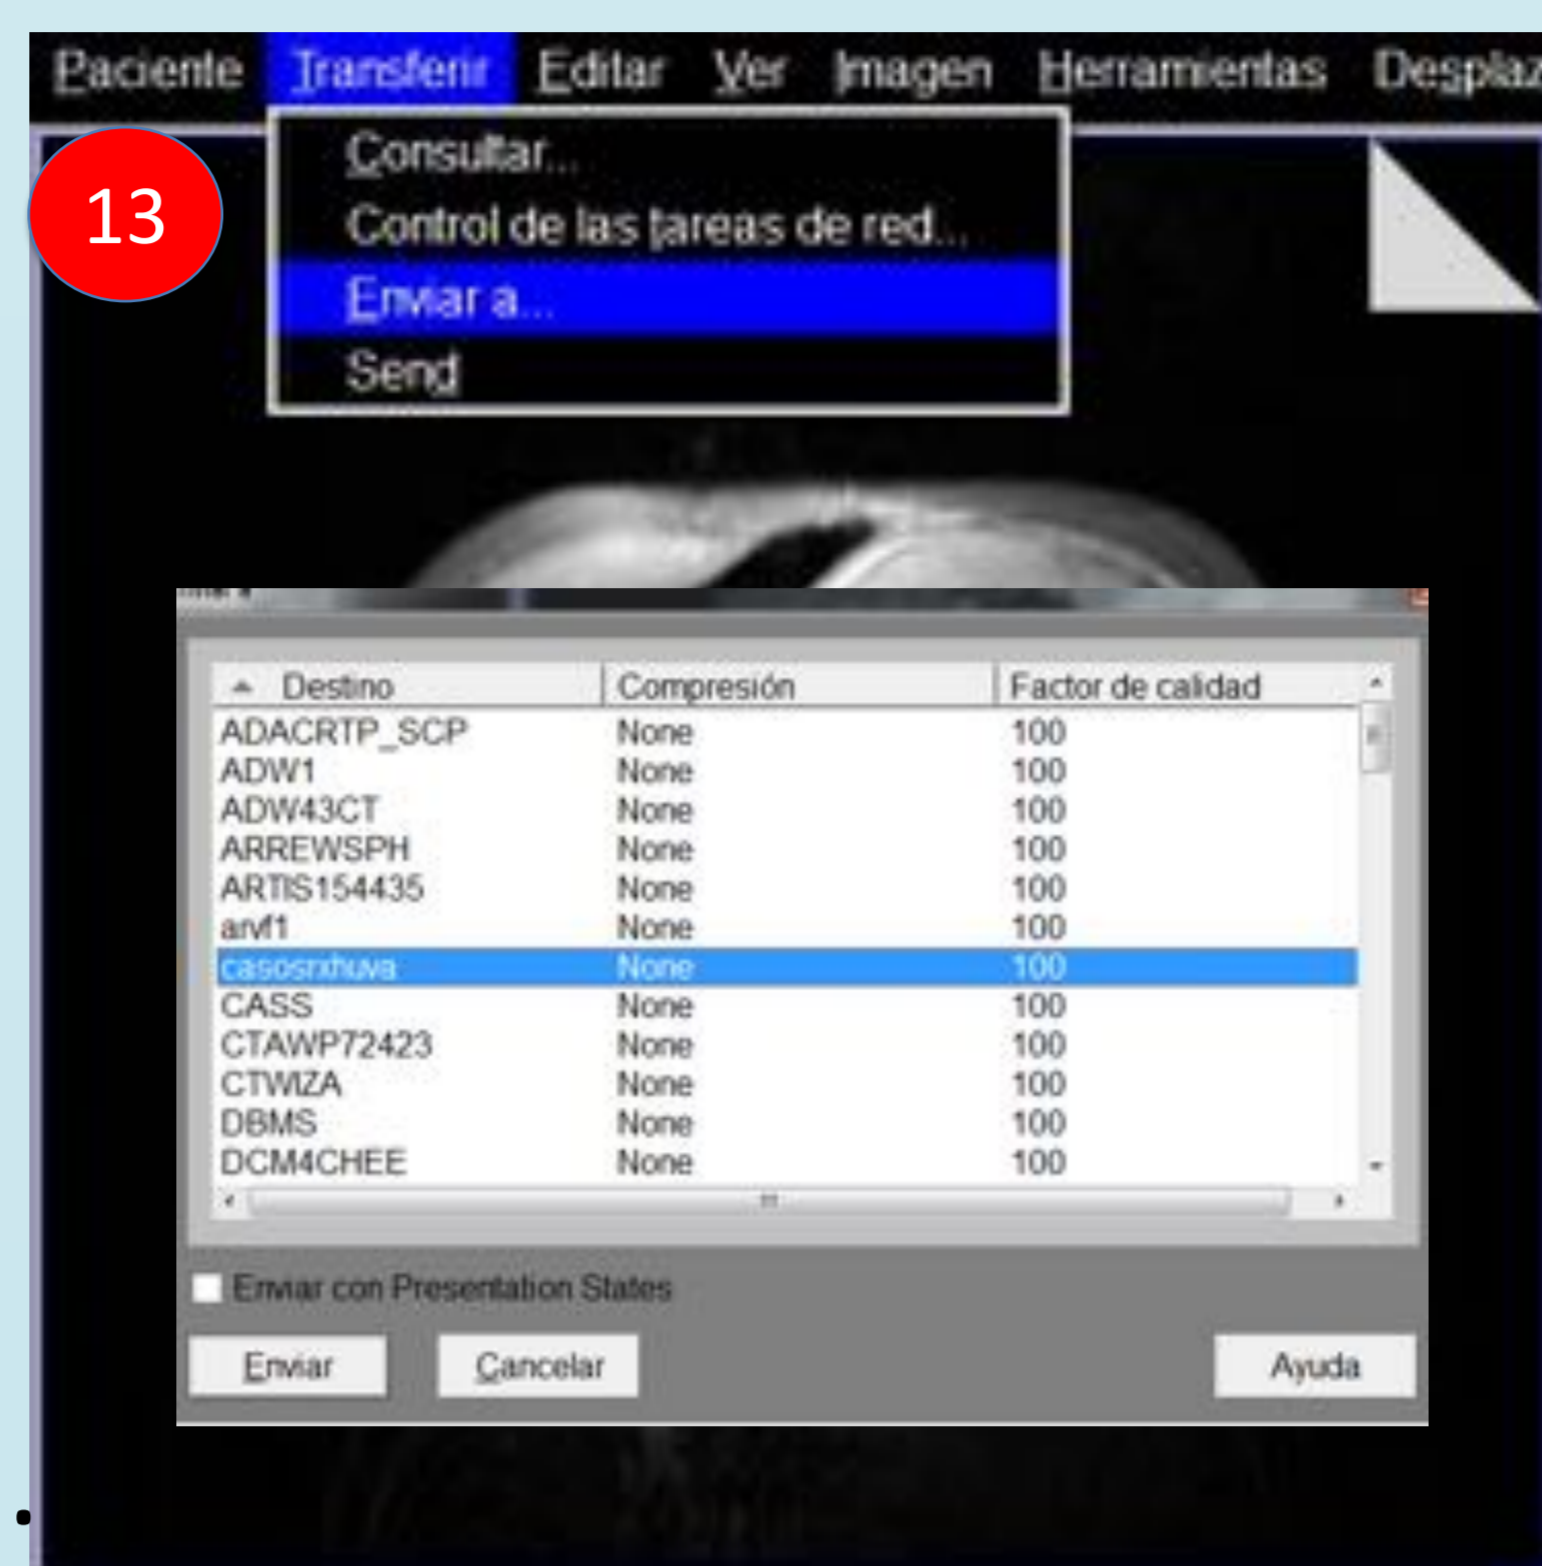 Paciente Transferir Editar Ver Imagen Herramientas Desplaz
13
Consultar...
Control de las tareas de red...
Enviar a...
Send
Destino Compresión Factor de calidad
ADACRTP_SCP None 100
ADW1 None 100
ADW43CT None 100
ARREWSPH None 100
ARTIS154435 None 100
arvf1 None 100
casosrxhuva None 100
CASS None 100
CTAWP72423 None 100
CTWIZA None 100
DBMS None 100
DCM4CHEE None 100
Enviar con Presentation States
Enviar Cancelar Ayuda